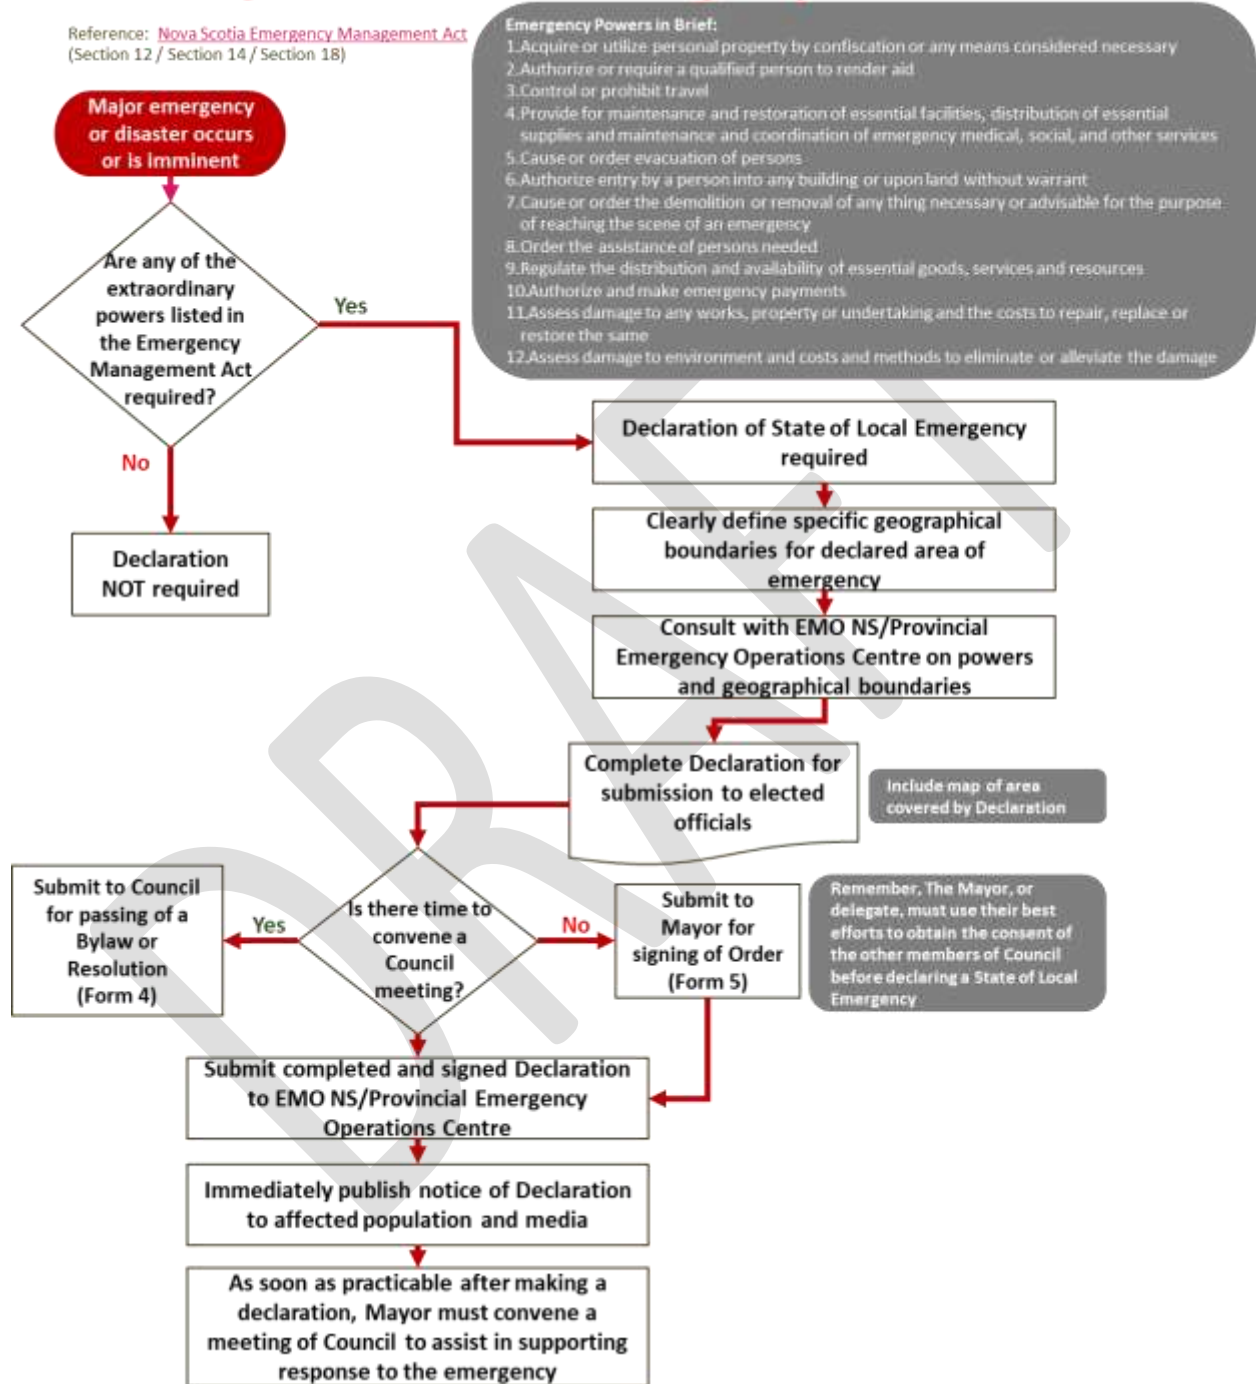 Reference: Nova Scotia Emergency Management Act
(Section 12 / Section 14 / Section 18)
Emergency Powers in Brief:
1.Acquire or utilize personal property by confiscation or any means considered necessary
2.Authorize or require a qualified person to render aid
3.Control or prohibit travel
4.Provide for maintenance and restoration of essential facilities, distribution of essential
supplies and maintenance and coordination of emergency medical, social, and other services
5.Cause or order evacuation of persons
6.Authorize entry by a person into any building or upon land without warrant
7.Cause or order the demolition or removal of any thing necessary or advisable for the purpose
of reaching the scene of an emergency
8.Order the assistance of persons needed
9.Regulate the distribution and availability of essential goods, services and resources
10.Authorize and make emergency payments
11.Assess damage to any works, property or undertaking and the costs to repair, replace or
restore the same
12.Assess damage to environment and costs and methods to eliminate or alleviate the damage
Major emergency
or disaster occurs
or is imminent
Are any of the
extraordinary
powers listed in
the Emergency
Management Act
required?
Yes
No
Declaration
NOT required
Declaration of State of Local Emergency
required
Clearly define specific geographical
boundaries for declared area of
emergency
Consult with EMO NS/Provincial
Emergency Operations Centre on powers
and geographical boundaries
Complete Declaration for
submission to elected
officials
Include map of area
covered by Declaration
Is there time to
convene a
Council
meeting?
Yes
Submit to Council
for passing of a
Bylaw or
Resolution
(Form 4)
No
Submit to
Mayor for
signing of Order
(Form 5)
Remember, The Mayor, or
delegate, must use their best
efforts to obtain the consent of
the other members of Council
before declaring a State of Local
Emergency
Submit completed and signed Declaration
to EMO NS/Provincial Emergency
Operations Centre
Immediately publish notice of Declaration
to affected population and media
As soon as practicable after making a
declaration, Mayor must convene a
meeting of Council to assist in supporting
response to the emergency
DRAFT